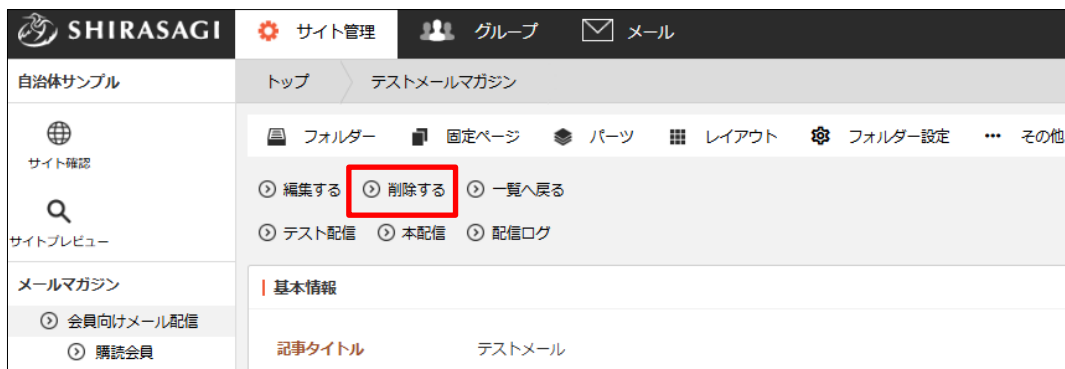 SHIRASAGI サイト管理 グループ メール
自治体サンプル トップ テストメールマガジン
サイト確認
フォルダー 固定ページ パーツ レイアウト フォルダー設定 ••• その他
編集する 削除する 一覧へ戻る
サイトプレビュー
テスト配信 本配信 配信ログ
メールマガジン
基本情報
会員向けメール配信
購読会員
記事タイトル テストメール